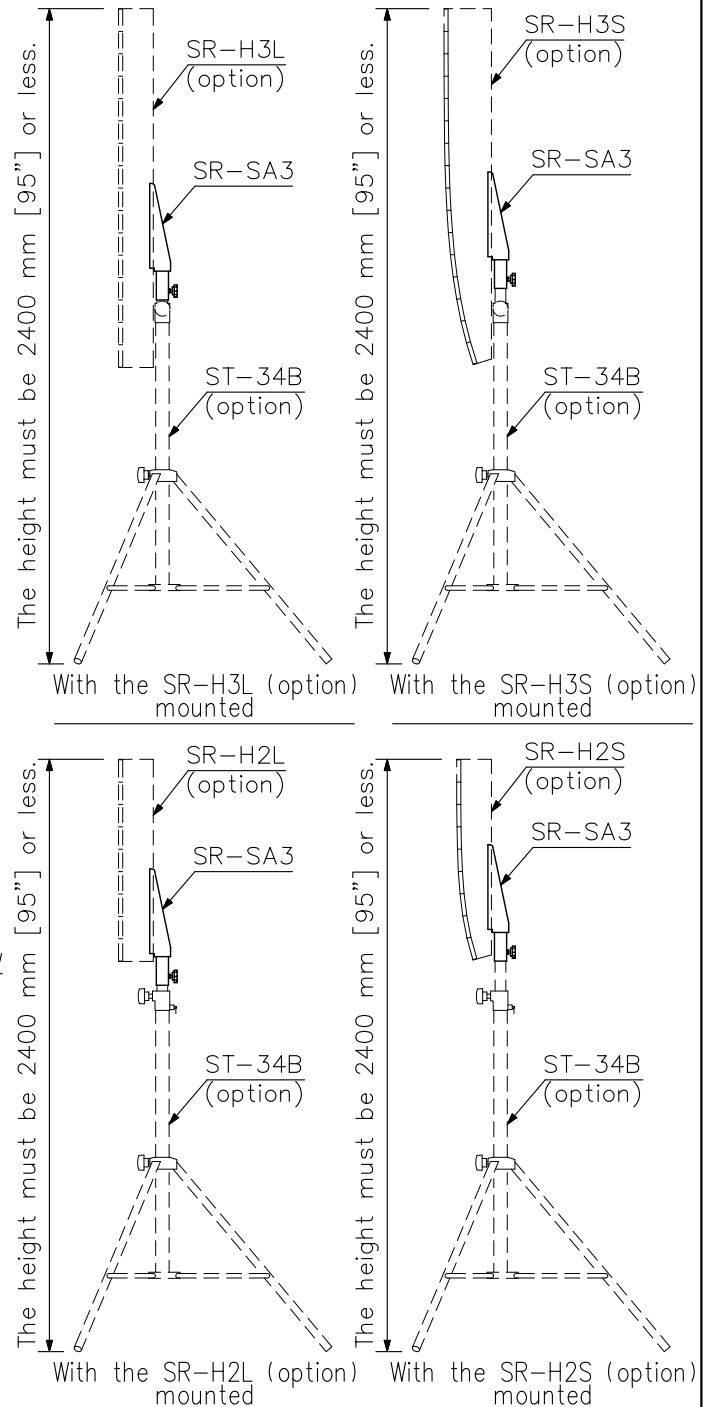 The height must be 2400 mm [95"] or less.
SR-H3L
(option)
SR-SA3
ST-34B
(option)
With the SR-H3L (option)
mounted
The height must be 2400 mm [95"] or less.
SR-H3S
(option)
SR-SA3
ST-34B
(option)
With the SR-H3S (option)
mounted
The height must be 2400 mm [95"] or less.
SR-H2L
(option)
SR-SA3
ST-34B
(option)
With the SR-H2L (option)
mounted
The height must be 2400 mm [95"] or less.
SR-H2S
(option)
SR-SA3
ST-34B
(option)
With the SR-H2S (option)
mounted